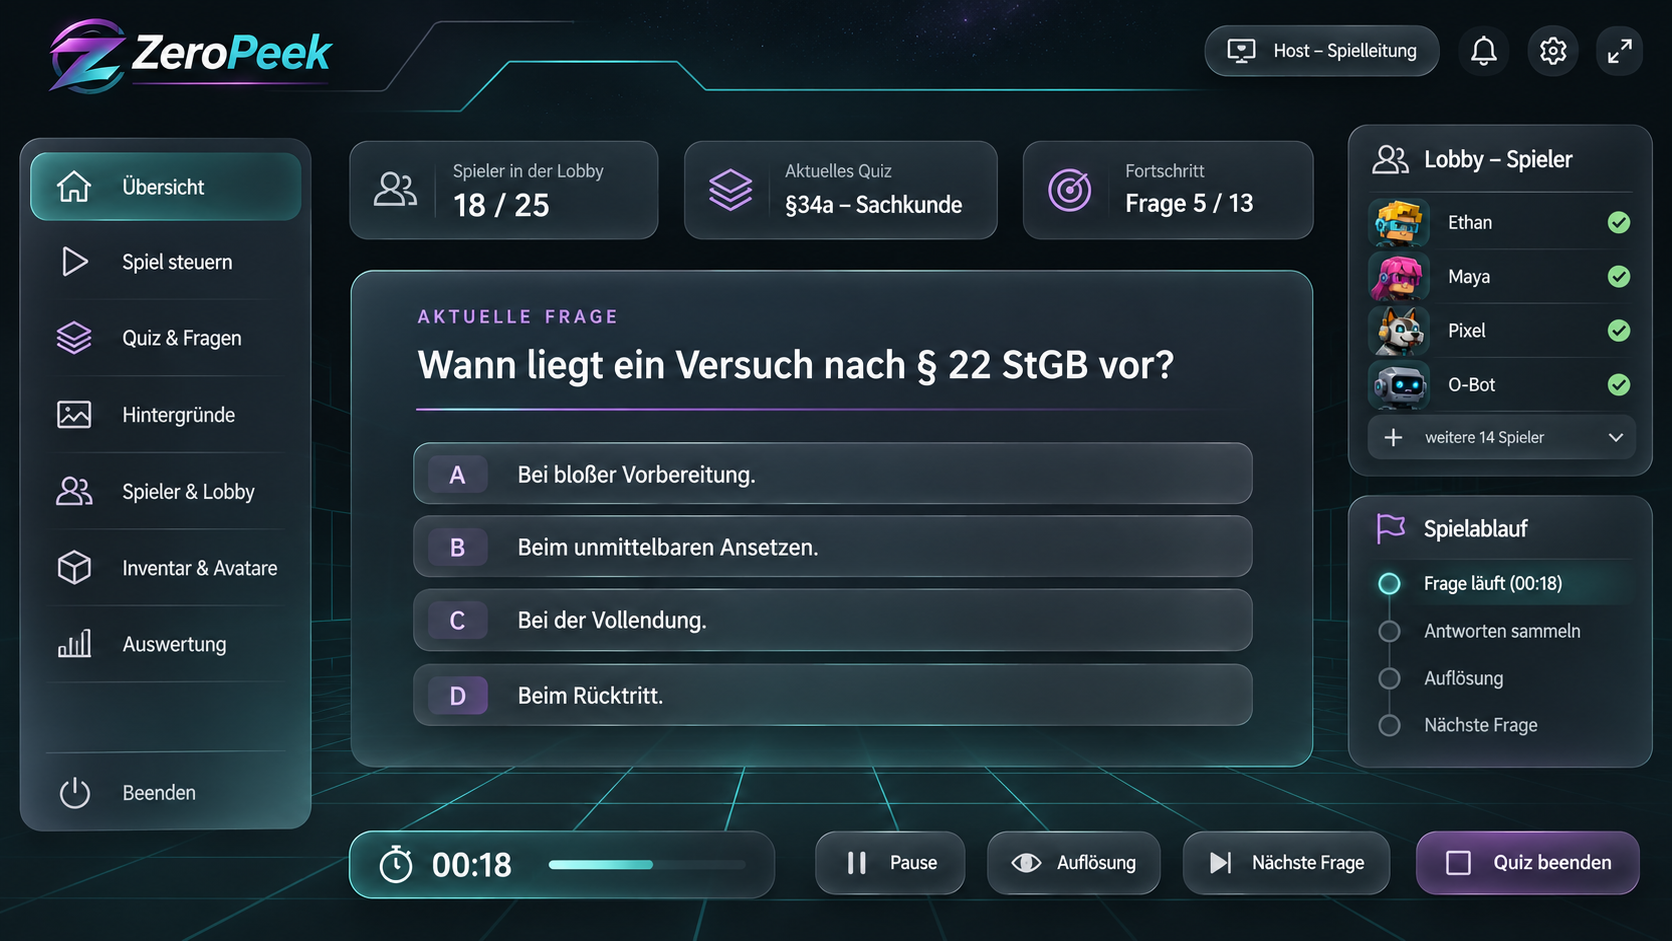 ZeroPeek
Host – Spielleitung
Übersicht
Spiel steuern
Quiz & Fragen
Hintergründe
Spieler & Lobby
Inventar & Avatare
Auswertung
Beenden
Spieler in der Lobby
18 / 25
Aktuelles Quiz
§34a – Sachkunde
Fortschritt
Frage 5 / 13
AKTUELLE FRAGE
Wann liegt ein Versuch nach § 22 StGB vor?
A Bei bloßer Vorbereitung.
B Beim unmittelbaren Ansetzen.
C Bei der Vollendung.
D Beim Rücktritt.
Lobby – Spieler
Ethan
Maya
Pixel
O-Bot
weitere 14 Spieler
Spielablauf
Frage läuft (00:18)
Antworten sammeln
Auflösung
Nächste Frage
00:18
Pause
Auflösung
Nächste Frage
Quiz beenden